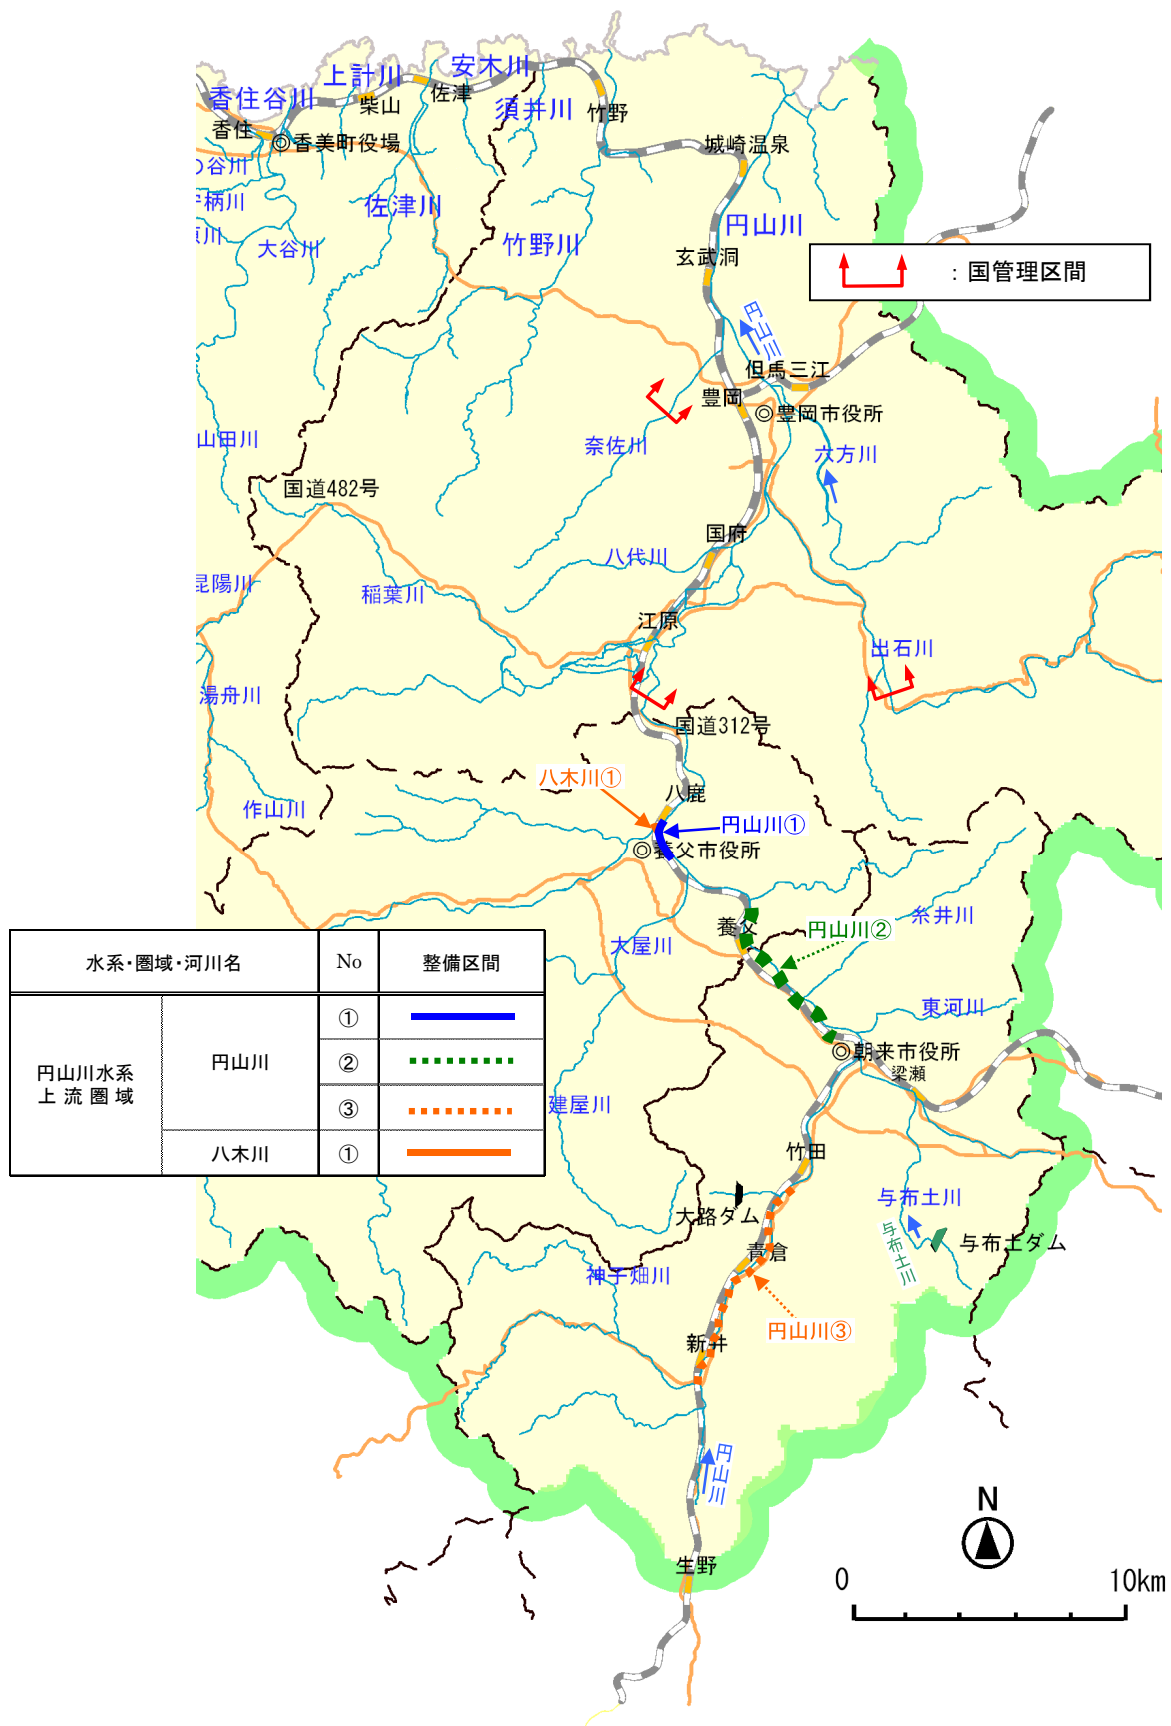 安木川
上計川
香住谷川
佐津
柴山
須井川
竹野
香住
◎香美町役場
城崎温泉
の谷川
柄川
佐津川
円山川
川
大谷川
竹野川
玄武洞
:国管理区間
円山川
但馬三江
豊岡
◎豊岡市役所
山田川
奈佐川
六方川
国道482号
国府
八代川
昆陽川
稲葉川
江原
出石川
湯舟川
国道312号
八木川①
八鹿
作山川
円山川①
◎養父市役所
養父
円山川②
糸井川
大屋川
東河川
◎朝来市役所
梁瀬
建屋川
竹田
大路ダム
与布土川
与布土川
与布土ダム
青倉
神子畑川
円山川③
新井
円山川
生野
水系・圏域・河川名 No 整備区間
円山川水系
上流圏域
円山川
①
②
③
八木川 ①
N
0 10km